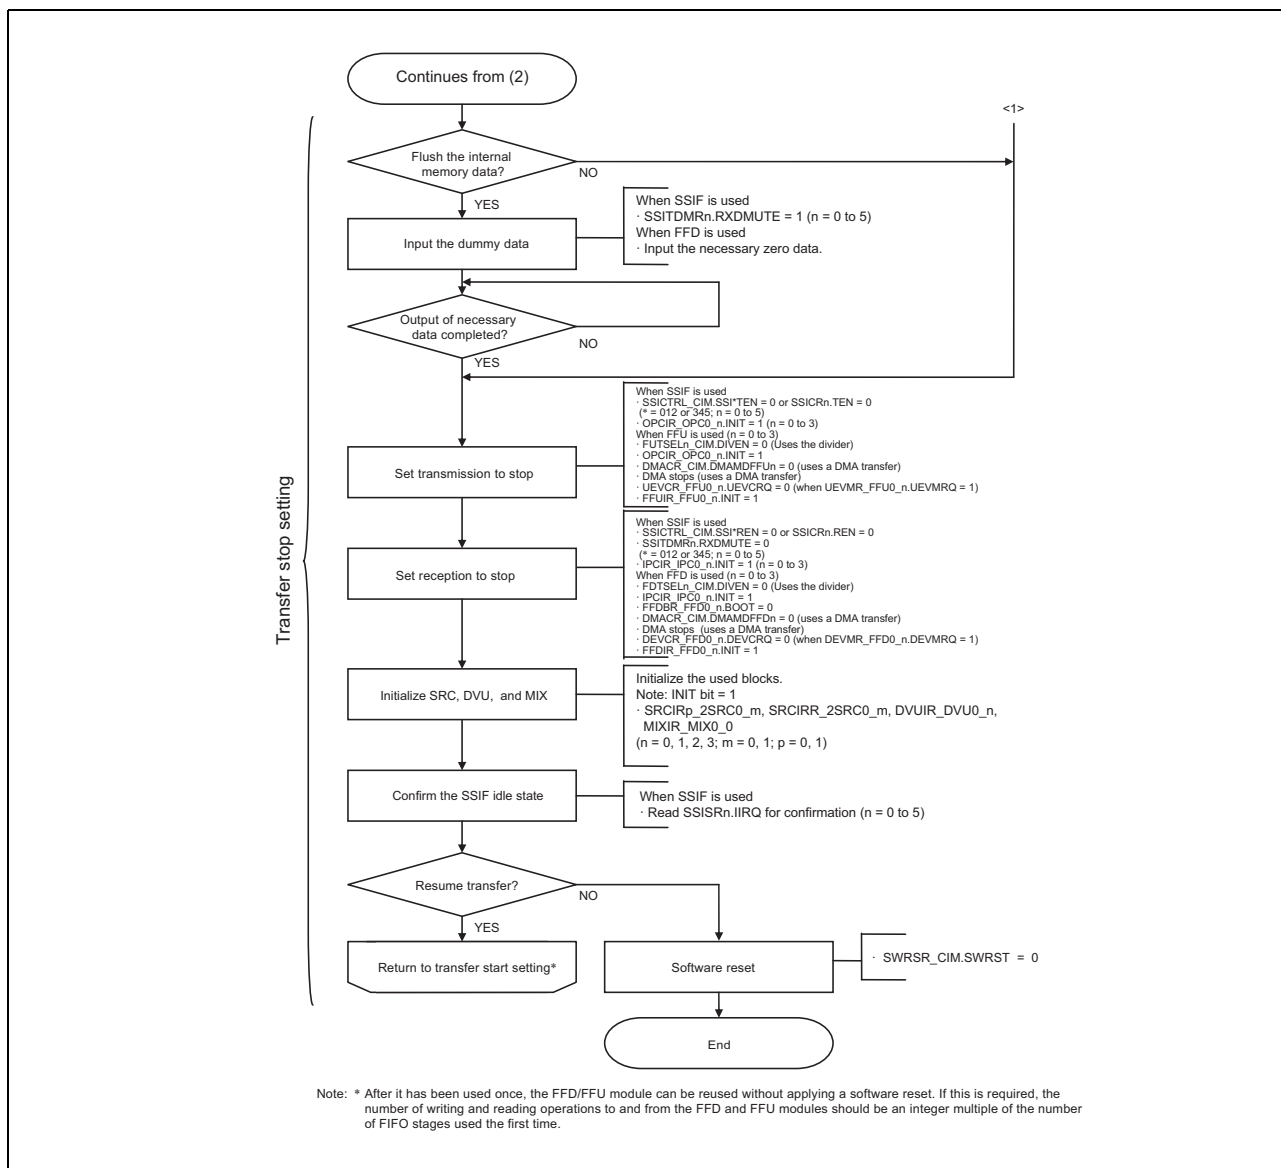 Continues from (2)
<1>
Flush the internal
memory data?
NO
YES
When SSIF is used
· SSITDMRn.RXDMUTE = 1 (n = 0 to 5)
When FFD is used
· Input the necessary zero data.
Input the dummy data
Output of necessary
data completed?
NO
YES
When SSIF is used
· SSICTRL_CIM.SSI*TEN = 0 or SSICRn.TEN = 0
(* = 012 or 345; n = 0 to 5)
· OPCIR_OPC0_n.INIT = 1 (n = 0 to 3)
When FFU is used (n = 0 to 3)
· FUTSELn_CIM.DIVEN = 0 (Uses the divider)
· OPCIR_OPC0_n.INIT = 1
· DMACR_CIM.DMAMDFFUn = 0 (uses a DMA transfer)
· DMA stops (uses a DMA transfer)
· UEVCR_FFU0_n.UEVCRQ = 0 (when UEVMR_FFU0_n.UEVMRQ = 1)
· FFUIR_FFU0_n.INIT = 1
Set transmission to stop
Transfer stop setting
When SSIF is used
· SSICTRL_CIM.SSI*REN = 0 or SSICRn.REN = 0
· SSITDMRn.RXDMUTE = 0
(* = 012 or 345; n = 0 to 5)
· IPCIR_IPC0_n.INIT = 1 (n = 0 to 3)
When FFD is used (n = 0 to 3)
· FDTSELn_CIM.DIVEN = 0 (Uses the divider)
· IPCIR_IPC0_n.INIT = 1
· FFDBR_FFD0_n.BOOT = 0
· DMACR_CIM.DMAMDFFDn = 0 (uses a DMA transfer)
· DMA stops (uses a DMA transfer)
· DEVCR_FFD0_n.DEVCRQ = 0 (when DEVMR_FFD0_n.DEVMRQ = 1)
· FFDIR_FFD0_n.INIT = 1
Set reception to stop
Initialize SRC, DVU, and MIX
Initialize the used blocks.
Note: INIT bit = 1
· SRCIRp_2SRC0_m, SRCIRR_2SRC0_m, DVUIR_DVU0_n,
MIXIR_MIX0_0
(n = 0, 1, 2, 3; m = 0, 1; p = 0, 1)
Confirm the SSIF idle state
When SSIF is used
· Read SSISRn.IIRQ for confirmation (n = 0 to 5)
Resume transfer?
NO
YES
Return to transfer start setting*
Software reset
· SWRSR_CIM.SWRST = 0
End
Note: * After it has been used once, the FFD/FFU module can be reused without applying a software reset. If this is required, the
number of writing and reading operations to and from the FFD and FFU modules should be an integer multiple of the number
of FIFO stages used the first time.